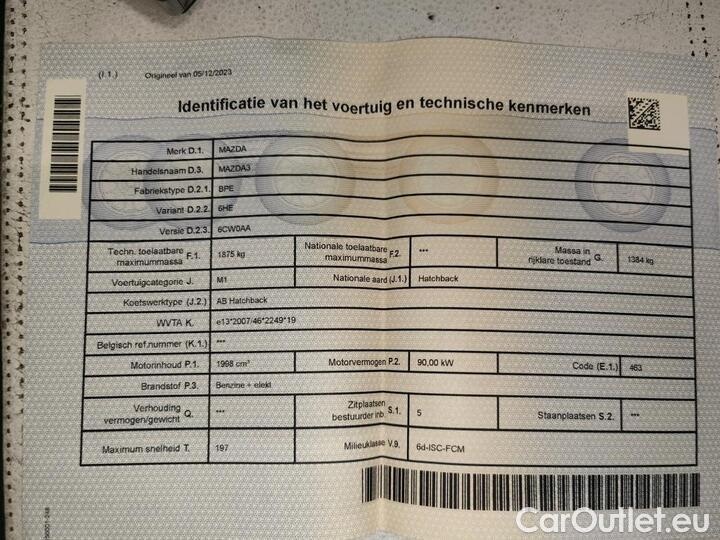 (I.1.) Origineel van 05/12/2023
Identificatie van het voertuig en technische kenmerken
Merk D.1. MAZDA
Handelsnaam D.3. MAZDA3
Fabriekstype D.2.1. BPE
Variant D.2.2. 6HE
Versie D.2.3. 6CW0AA
Techn. toelaatbare maximummassa F.1. 1875 kg Nationale toelaatbare maximummassa F.2. *** Massa in rijklare toestand G. 1384 kg
Voertuigcategorie J. M1 Nationale aard (J.1.) Hatchback
Koetswerktype (J.2.) AB Hatchback
WVTA K. e13*2007/46*2249*19
Belgisch ref.nummer (K.1.) ***
Motorinhoud P.1. 1998 cm³ Motorvermogen P.2. 90,00 kW Code (E.1.) 463
Brandstof P.3. Benzine + elekt
Verhouding vermogen/gewicht Q. *** Zitplaatsen bestuurder inb. S.1. 5 Staanplaatsen S.2. ***
Maximum snelheid T. 197 Milieuklasse V.9. 6d-ISC-FCM
CarOutlet.eu